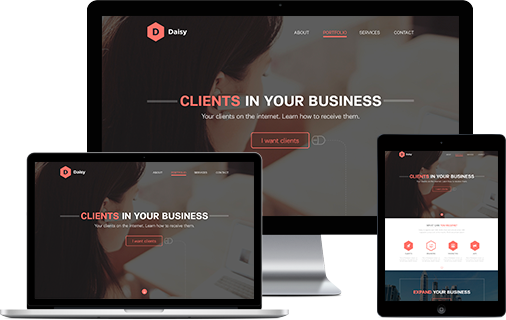 D
Daisy
ABOUT
PORTFOLIO
SERVICES
CONTACT
CLIENTS IN YOUR BUSINESS
Your clients on the internet. Learn how to receive them.
I want clients
D
Daisy
ABOUT
PORTFOLIO
SERVICES
CONTACT
CLIENTS IN YOUR BUSINESS
Your clients on the internet. Learn how to receive them.
I want clients
Daisy
CLIENTS IN YOUR BUSINESS
EXPAND YOUR BUSINESS